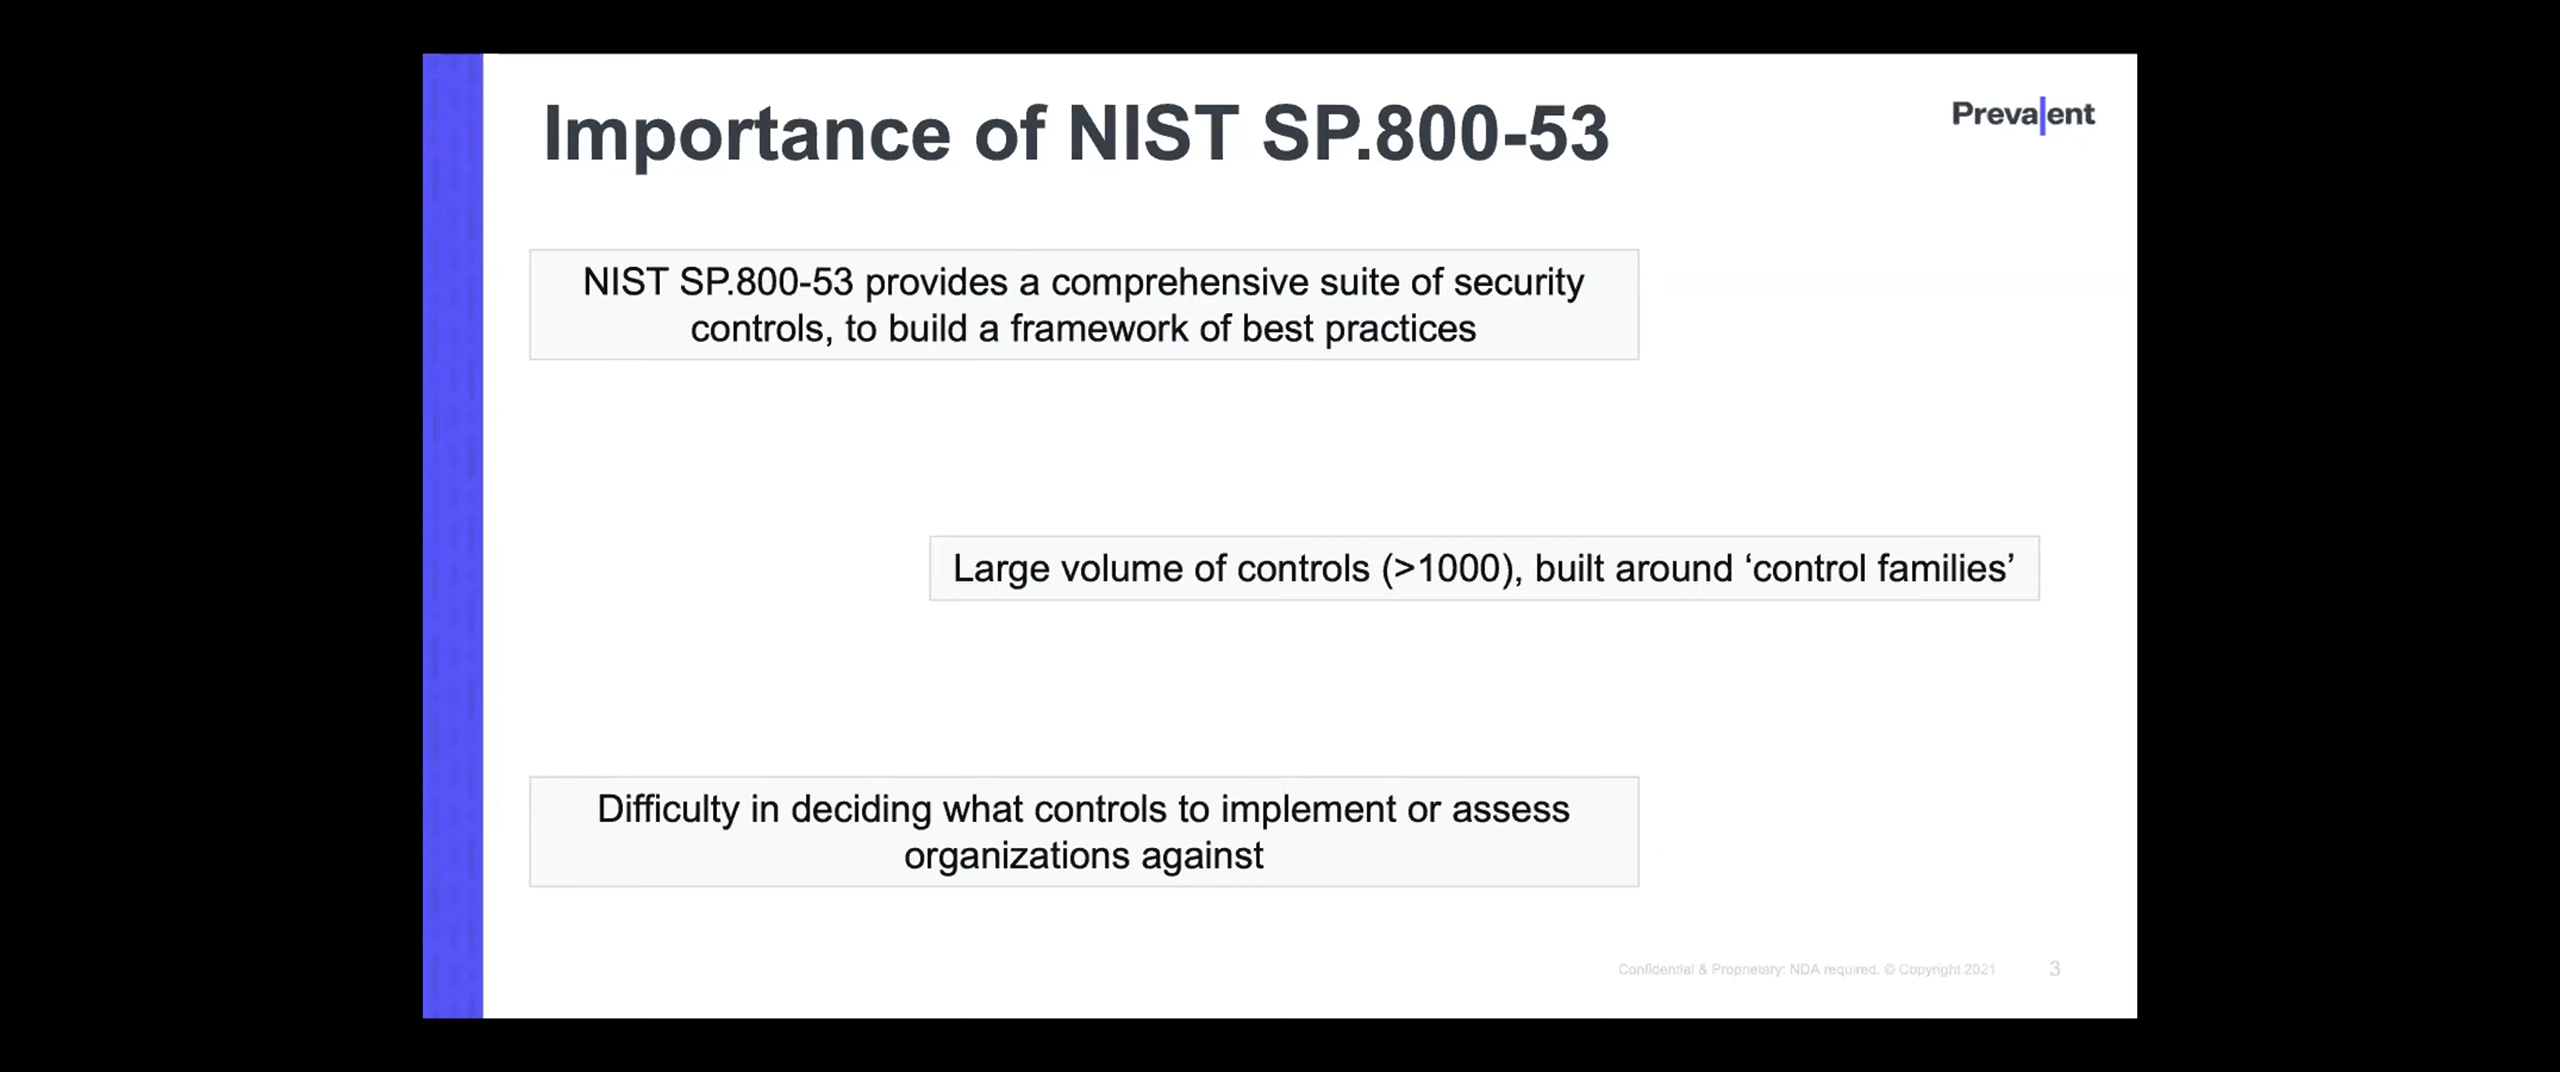 Importance of NIST SP.800-53
Prevalent
NIST SP.800-53 provides a comprehensive suite of security
controls, to build a framework of best practices
Large volume of controls (>1000), built around ‘control families’
Difficulty in deciding what controls to implement or assess
organizations against
Confidential & Proprietary: NDA required. © Copyright 2021
3